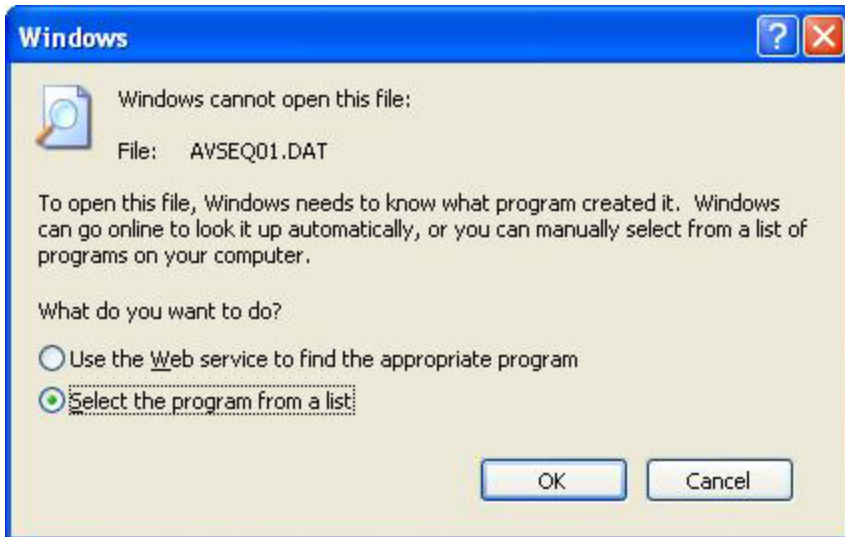 Windows
Windows cannot open this file:
File: AVSEQ01.DAT
To open this file, Windows needs to know what program created it. Windows
can go online to look it up automatically, or you can manually select from a list of
programs on your computer.
What do you want to do?
Use the Web service to find the appropriate program
Select the program from a list
OK Cancel